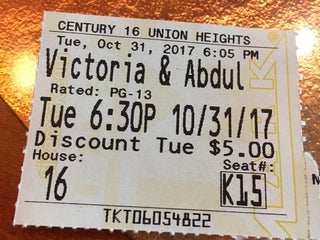 CENTURY 16 UNION HEIGHTS
Tue, Oct 31, 2017 6:05 PM
Victoria & Abdul
Rated: PG-13
Tue 6:30P 10/31/17
Discount Tue $5.00
House: Seat#:
16 K15
TKT06054822